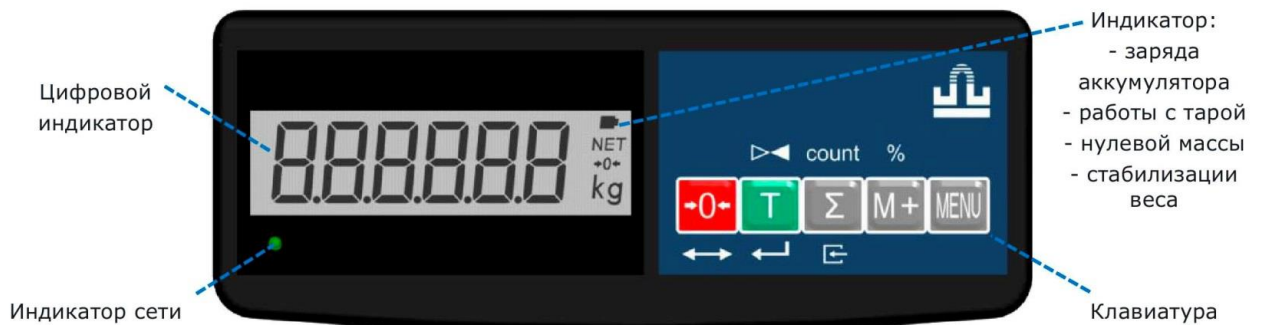 Цифровой
индикатор
Индикатор:
- заряда
аккумулятора
- работы с тарой
- нулевой массы
- стабилизации
веса
8.8.8.8.8.8
NET
→0←
kg
count %
→0← T Σ M+ MENU
Индикатор сети
Клавиатура